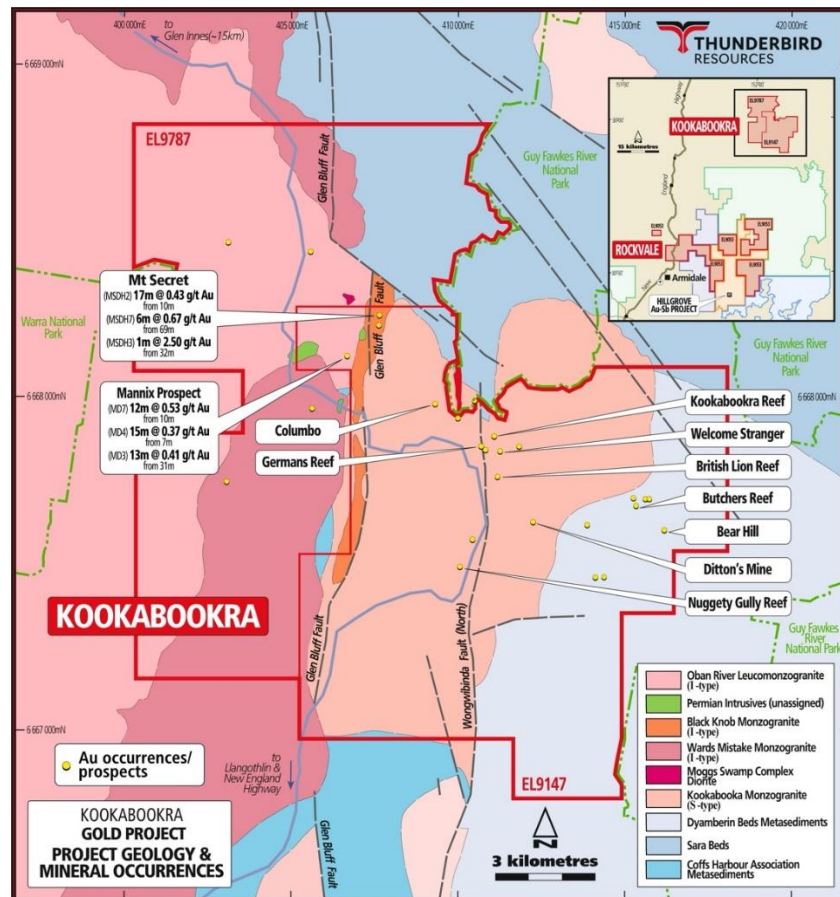 400 000mE
405 000mE
410 000mE
415 000mE
420 000mE
to
Glen Innes(~15km)
THUNDERBIRD
RESOURCES
6 669 000mN
EL9787
Glen Bluff Fault
Guy Fawkes River
National
Park
KOOKABOOKRA
EL9787
EL9147
15 kilometres
N
Highway
England
New
ROCKVALE
Armidale
HILLGROVE
Au-Sb PROJECT
Mt Secret
(MSDH2) 17m @ 0.43 g/t Au
from 10m
(MSDH7) 6m @ 0.67 g/t Au
from 69m
(MSDH3) 1m @ 2.50 g/t Au
from 32m
Glen Bluff Fault
Warra National
Park
Guy Fawkes River
National Park
6 668 000mN
Mannix Prospect
(MD7) 12m @ 0.53 g/t Au
from 10m
(MD4) 15m @ 0.37 g/t Au
from 7m
(MD3) 13m @ 0.41 g/t Au
from 31m
Columbo
Germans Reef
Kookabookra Reef
Welcome Stranger
British Lion Reef
Butchers Reef
Bear Hill
Ditton's Mine
Nuggety Gully Reef
KOOKABOOKRA
Glen Bluff Fault
Wongwibinda Fault (North)
Guy Fawkes River
National Park
6 667 000mN
Au occurrences/
prospects
to
Llangothlin &
New England
Highway
EL9147
KOOKABOOKRA
GOLD PROJECT
PROJECT GEOLOGY &
MINERAL OCCURRENCES
Glen Bluff Fault
N
3 kilometres
Oban River Leucomonzogranite
(I-type)
Permian Intrusives (unassigned)
Black Knob Monzogranite
(I-type)
Wards Mistake Monzogranite
(I-type)
Moggs Swamp Complex
Diorite
Kookabooka Monzogranite
(S-type)
Dyamberin Beds Metasediments
Sara Beds
Coffs Harbour Association
Metasediments